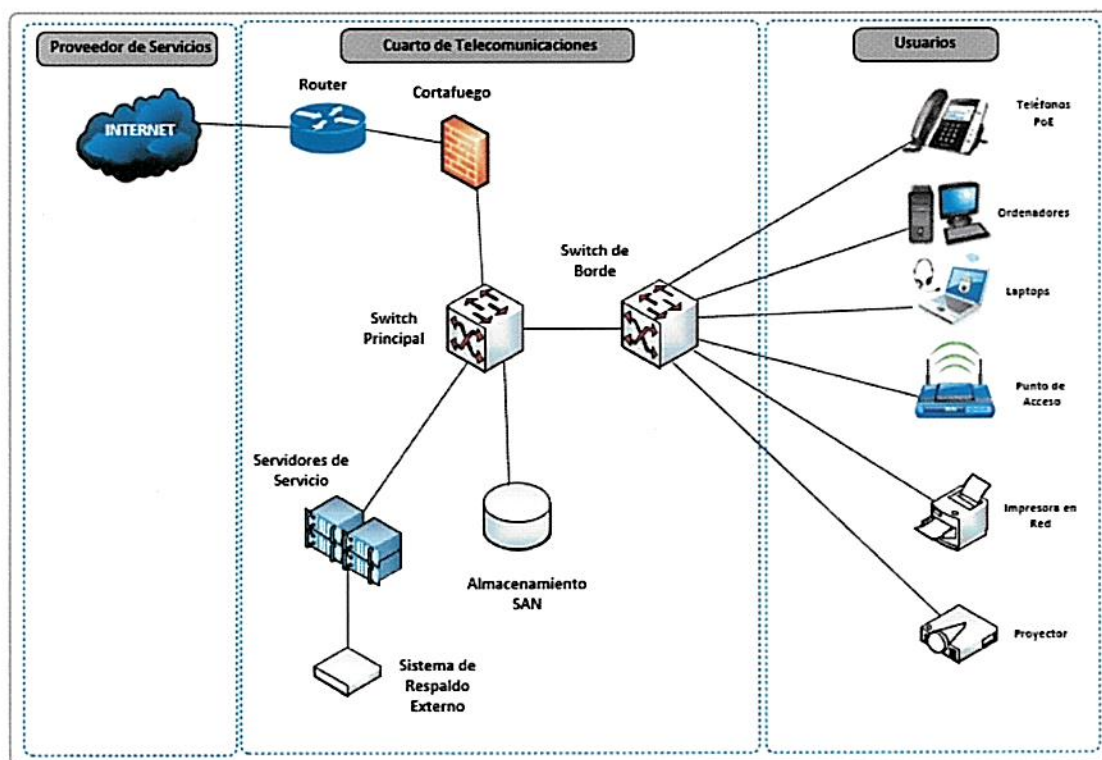 Proveedor de Servicios
Cuarto de Telecomunicaciones
Usuarios
INTERNET
Router
Cortafuego
Switch de
Borde
Switch
Principal
Servidores de
Servicio
Almacenamiento
SAN
Sistema de
Respaldo
Externo
Teléfonos
PoE
Ordenadores
Laptops
Punto de
Acceso
Impresora en
Red
Proyector